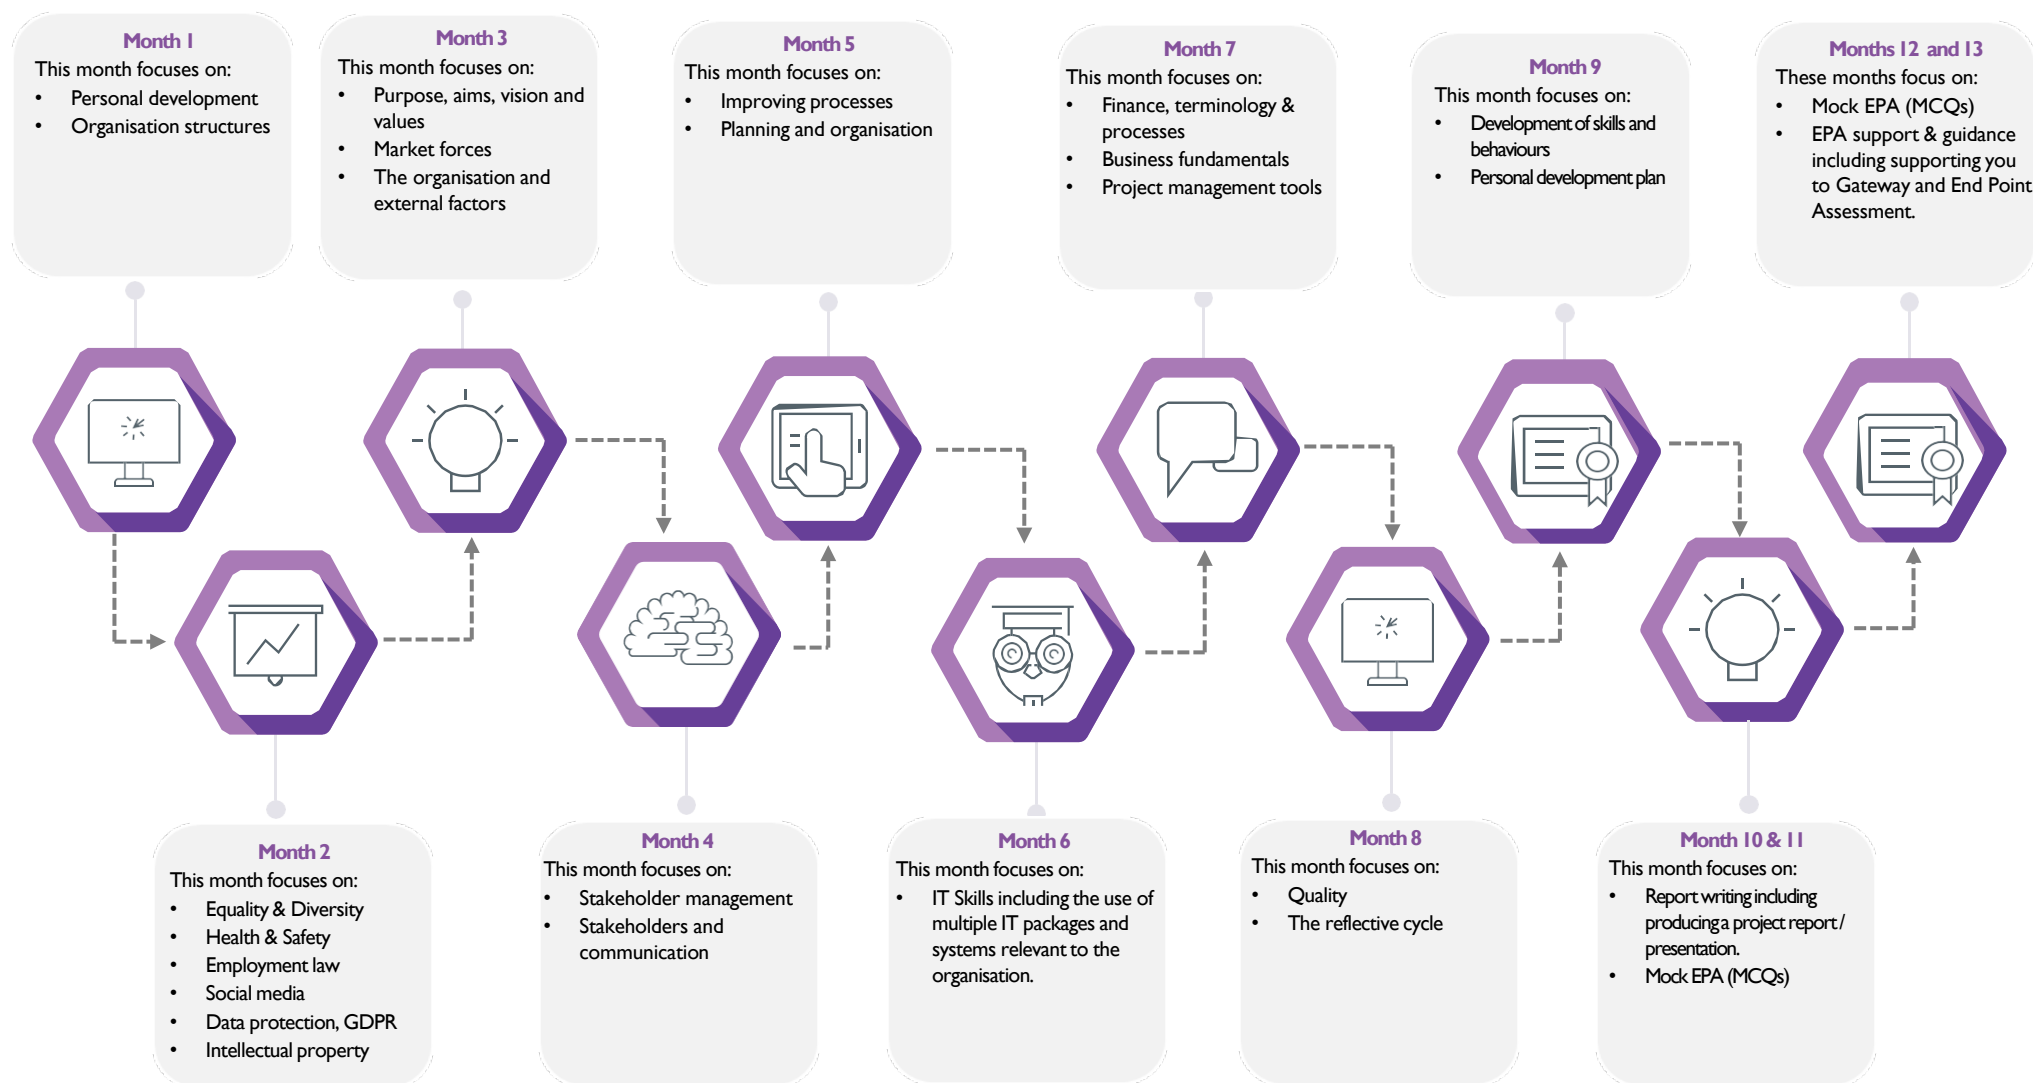 Month 1
This month focuses on:
• Personal development
• Organisation structures
Month 3
This month focuses on:
• Purpose, aims, vision and
values
• Market forces
• The organisation and
external factors
Month 5
This month focuses on:
• Improving processes
• Planning and organisation
Month 7
This month focuses on:
• Finance, terminology &
processes
• Business fundamentals
• Project management tools
Month 9
This month focuses on:
• Development of skills and
behaviours
• Personal development plan
Months 12 and 13
These months focus on:
• Mock EPA (MCQs)
• EPA support & guidance
including supporting you
to Gateway and End Point
Assessment.
Month 2
This month focuses on:
• Equality & Diversity
• Health & Safety
• Employment law
• Social media
• Data protection, GDPR
• Intellectual property
Month 4
This month focuses on:
• Stakeholder management
• Stakeholders and
communication
Month 6
This month focuses on:
• IT Skills including the use of
multiple IT packages and
systems relevant to the
organisation.
Month 8
This month focuses on:
• Quality
• The reflective cycle
Month 10 & 11
This month focuses on:
• Report writing including
producing a project report /
presentation.
• Mock EPA (MCQs)